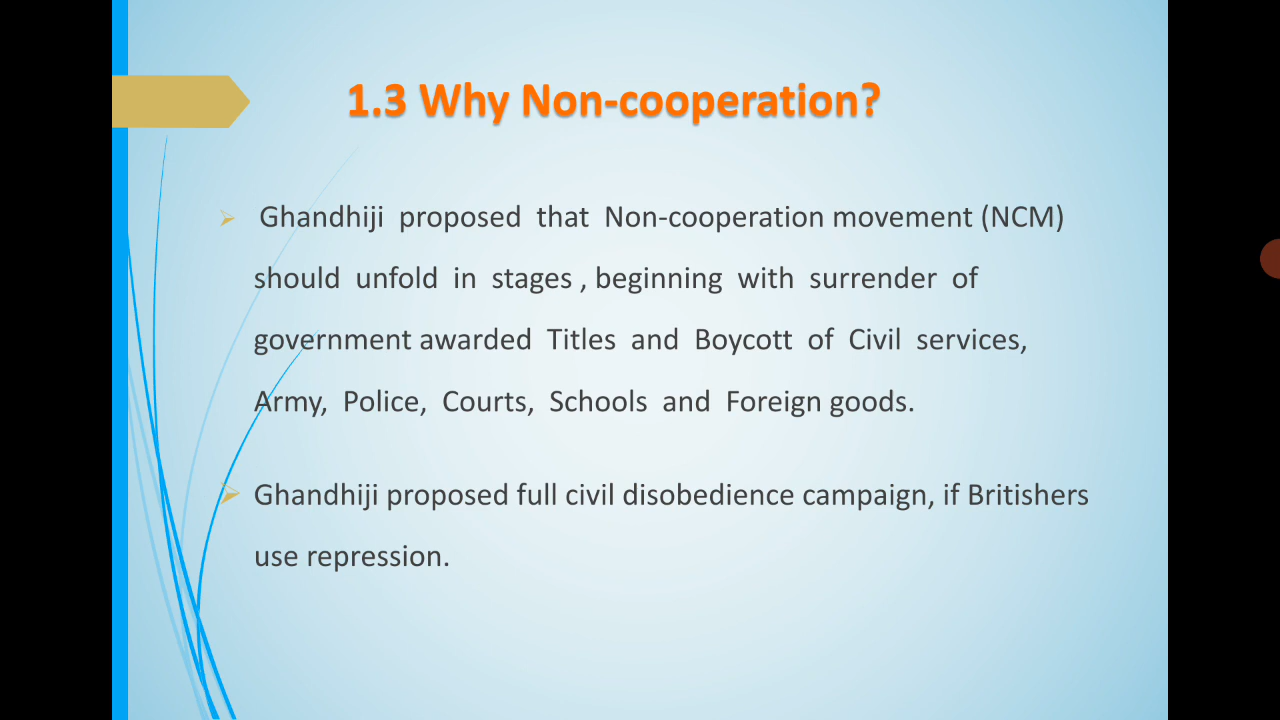 1.3 Why Non-cooperation?
Ghandhiji proposed that Non-cooperation movement (NCM)
should unfold in stages , beginning with surrender of
government awarded Titles and Boycott of Civil services,
Army, Police, Courts, Schools and Foreign goods.
Ghandhiji proposed full civil disobedience campaign, if Britishers
use repression.